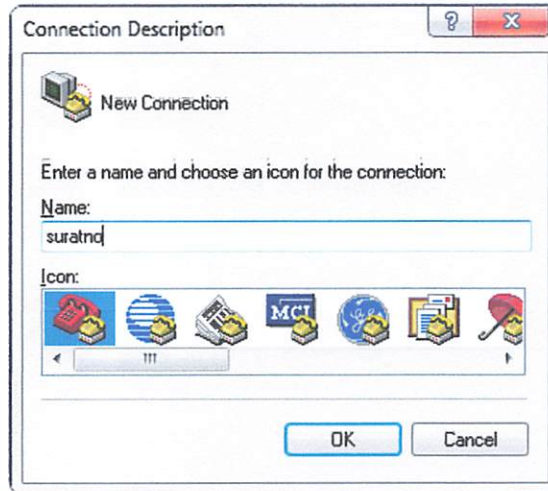 Connection Description
New Connection
Enter a name and choose an icon for the connection:
Name:
suratno
Icon:
MCI
OK Cancel